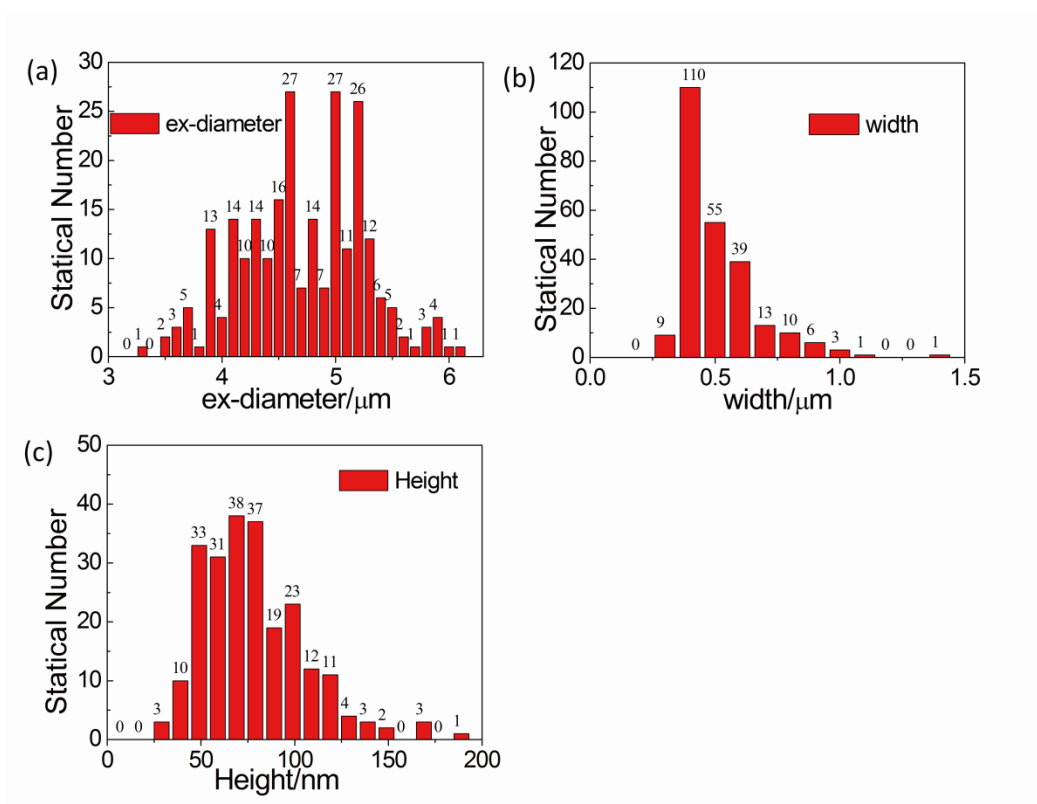 (a)
30
25
20
15
10
5
0
Statical Number
ex-diameter
0 1 0 2 3 5 1 13 4 14 10 14 10 16 27 7 14 7 27 11 26 12 6 5 2 1 3 4 1 1
3 4 5 6
ex-diameter/μm
(b)
120
100
80
60
40
20
0
Statical Number
width
0 9 110 55 39 13 10 6 3 1 0 0 1
0.0 0.5 1.0 1.5
width/μm
(c)
50
40
30
20
10
0
Statical Number
Height
0 0 3 10 33 31 38 37 19 23 12 11 4 3 2 0 3 0 1
0 50 100 150 200
Height/nm